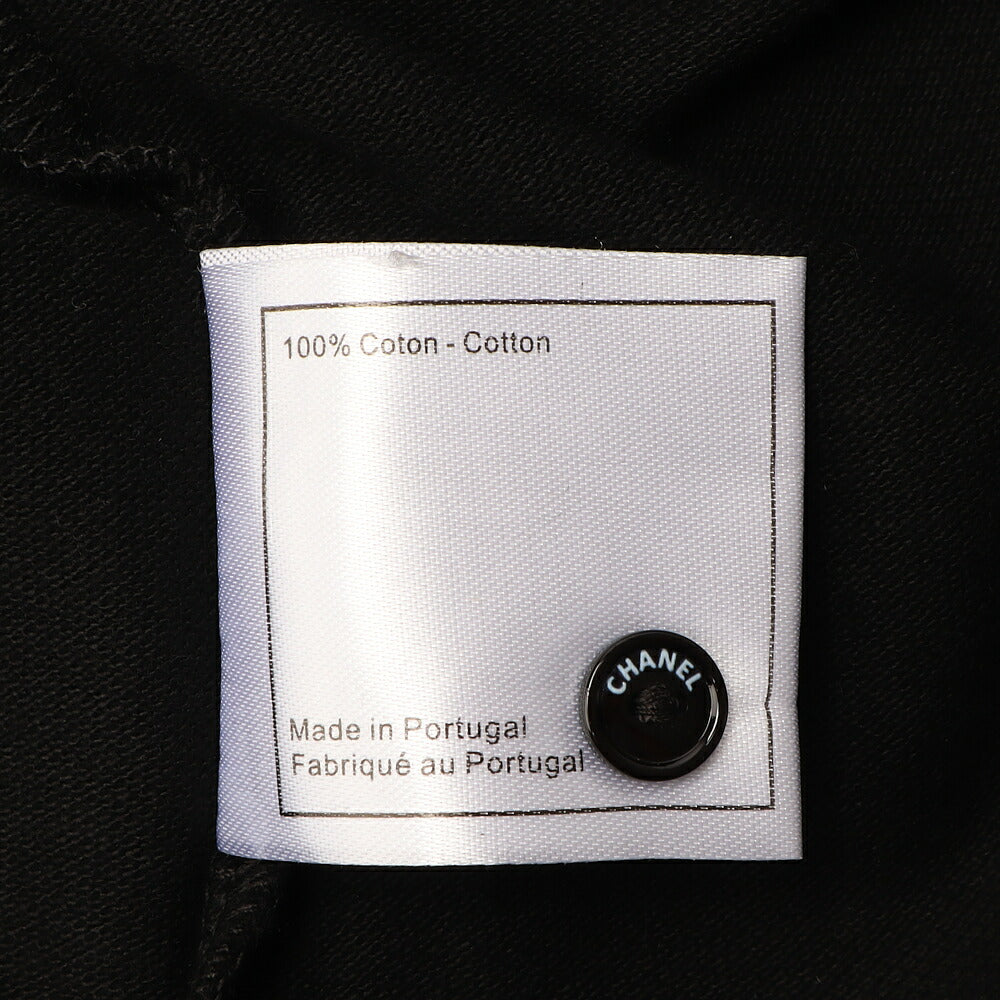 100% Coton - Cotton
CHANEL
Made in Portugal
Fabriqué au Portugal